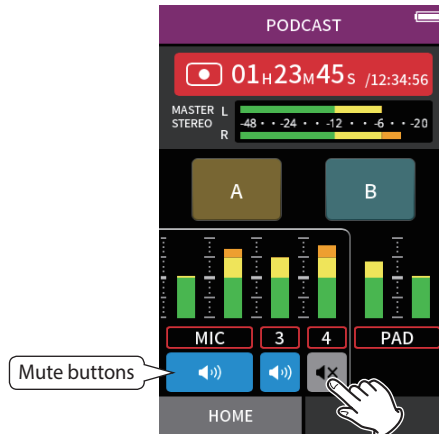 PODCAST
01H23M45S /12:34:56
MASTER L
STEREO -48 · · -24 · · -12 · · -6 · · -20
R
A B
MIC 3 4 PAD
Mute buttons
HOME